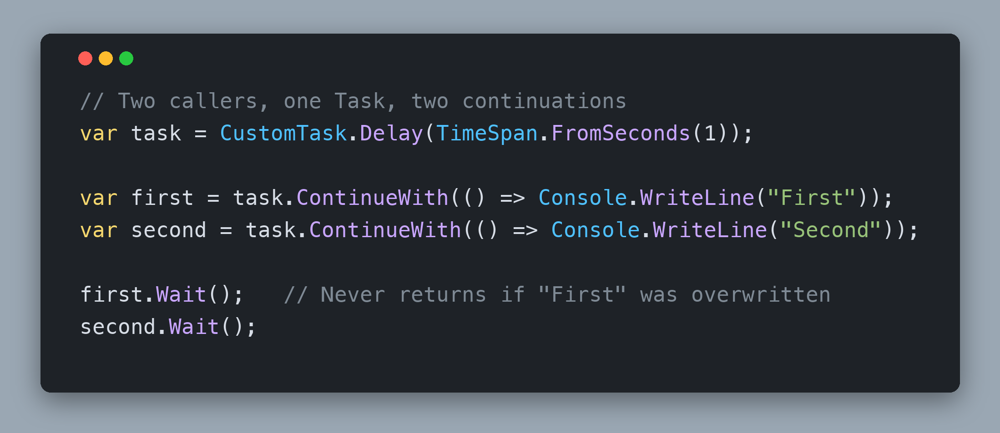 // Two callers, one Task, two continuations
var task = CustomTask.Delay(TimeSpan.FromSeconds(1));
var first = task.ContinueWith(() => Console.WriteLine("First"));
var second = task.ContinueWith(() => Console.WriteLine("Second"));
first.Wait();   // Never returns if "First" was overwritten
second.Wait();